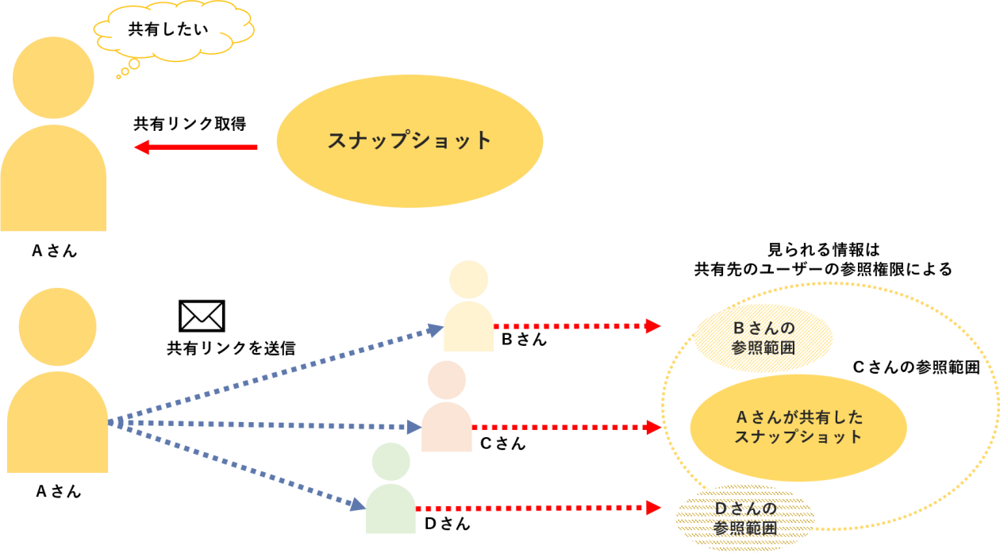 共有したい
共有リンク取得
スナップショット
Aさん
見られる情報は
共有先のユーザーの参照権限による
共有リンクを送信
Bさん
Bさんの
参照範囲
Cさんの参照範囲
Aさんが共有した
スナップショット
Cさん
Aさん
Dさん
Dさんの
参照範囲